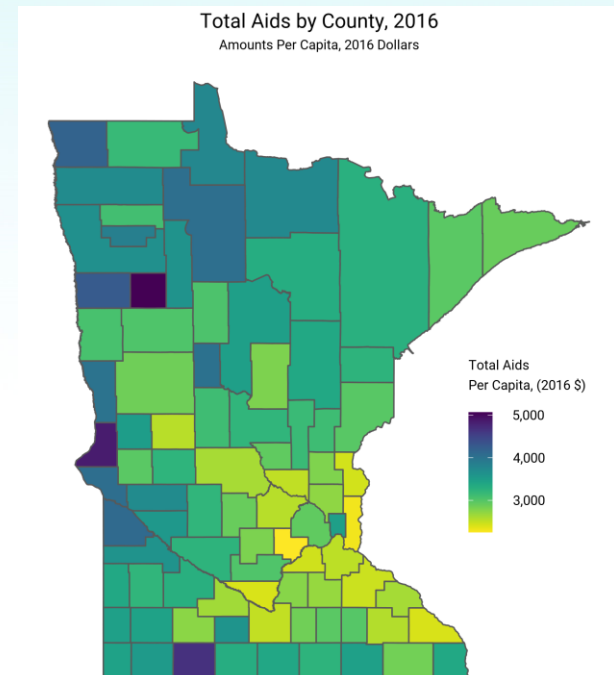 Total Aids by County, 2016
Amounts Per Capita, 2016 Dollars
Total Aids
Per Capita, (2016 $)
5,000
4,000
3,000